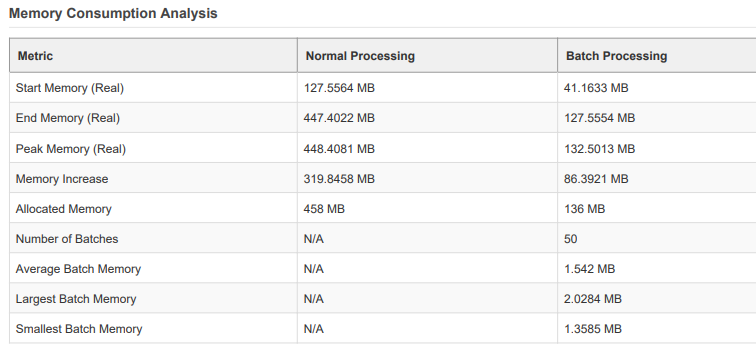 Memory Consumption Analysis
Metric Normal Processing Batch Processing
Start Memory (Real) 127.5564 MB 41.1633 MB
End Memory (Real) 447.4022 MB 127.5554 MB
Peak Memory (Real) 448.4081 MB 132.5013 MB
Memory Increase 319.8458 MB 86.3921 MB
Allocated Memory 458 MB 136 MB
Number of Batches N/A 50
Average Batch Memory N/A 1.542 MB
Largest Batch Memory N/A 2.0284 MB
Smallest Batch Memory N/A 1.3585 MB